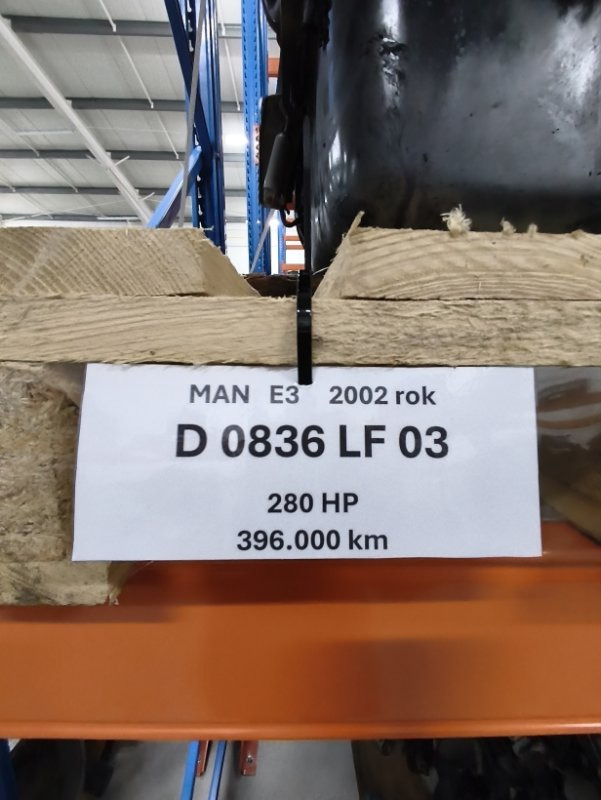 MAN E3 2002 rok
D 0836 LF 03
280 HP
396.000 km